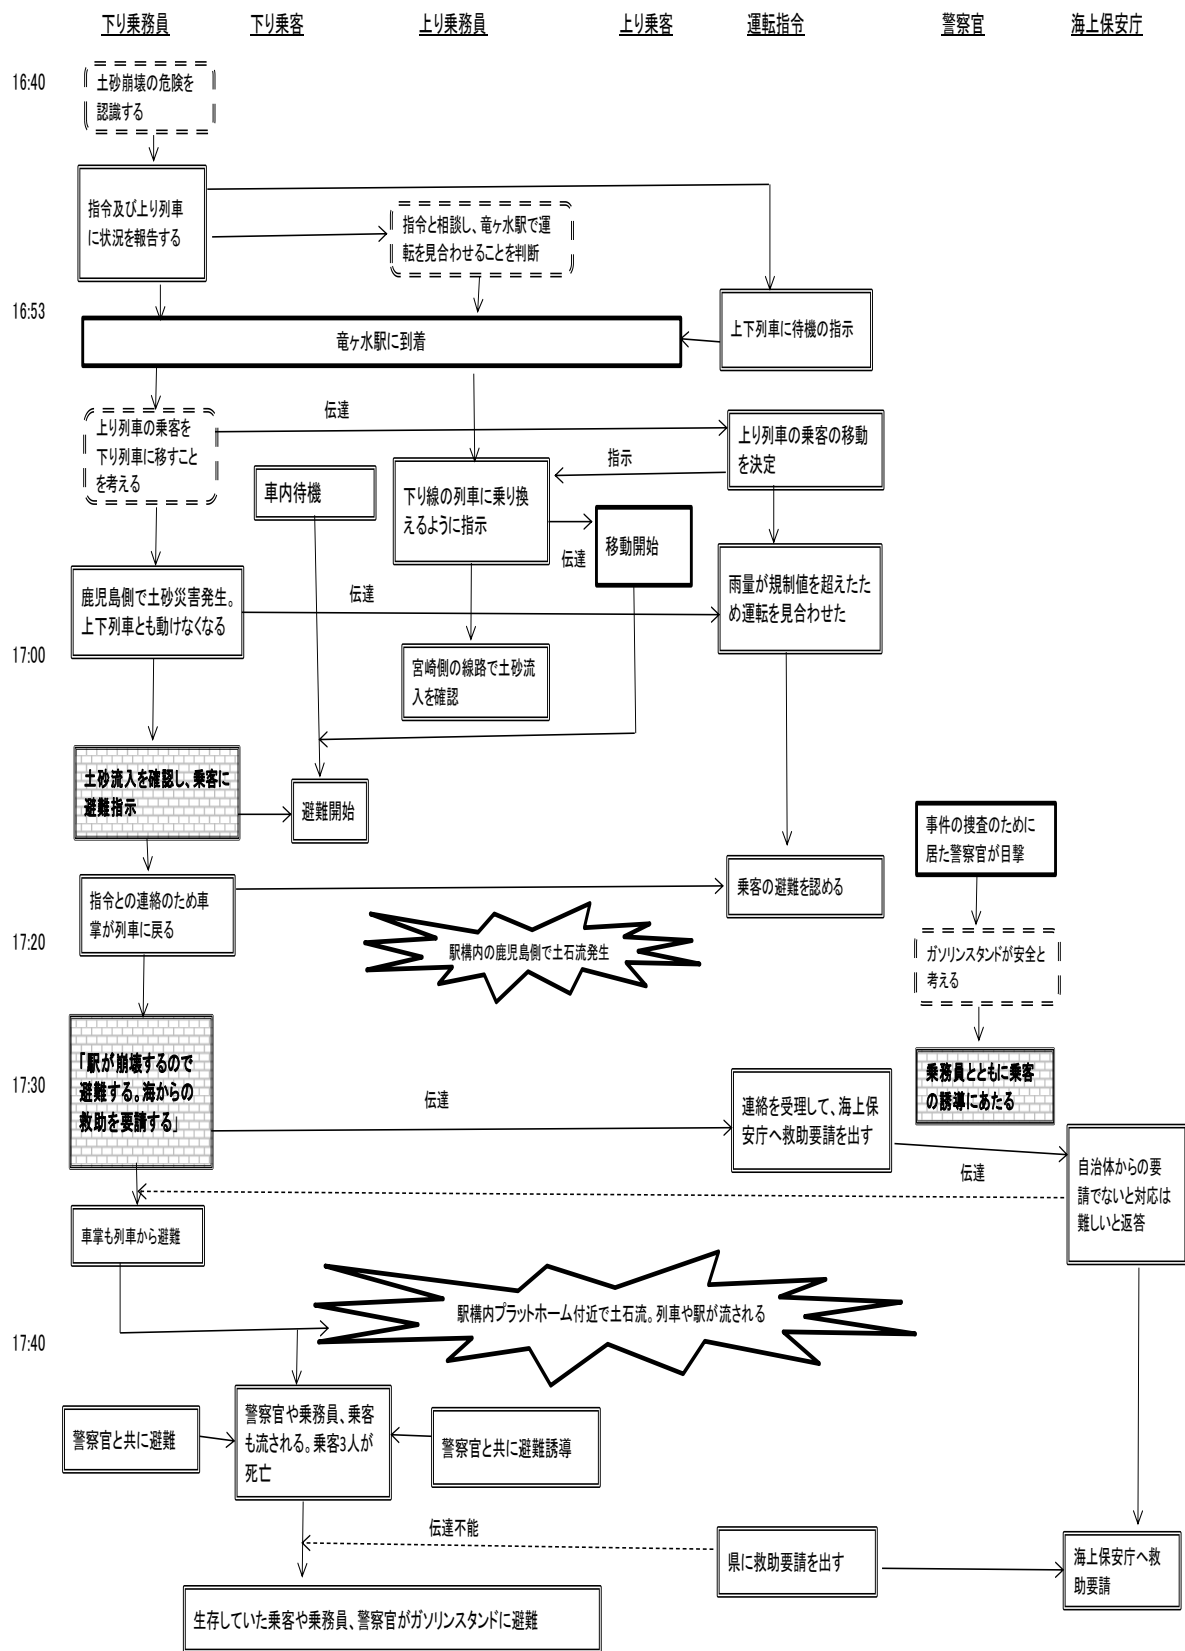 下り乗務員 下り乗客 上り乗務員 上り乗客 運転指令 警察官 海上保安庁
16:40
土砂崩壊の危険を
認識する
指令及び上り列車
に状況を報告する
指令と相談し、竜ヶ水駅で運
転を見合わせることを判断
16:53
上下列車に待機の指示
竜ヶ水駅に到着
伝達
上り列車の乗客を
下り列車に移すこと
を考える
上り列車の乗客の移動
を決定
指示
車内待機
下り線の列車に乗り換
えるように指示
伝達
移動開始
雨量が規制値を超えたた
め運転を見合わせた
鹿児島側で土砂災害発生。
上下列車とも動けなくなる
伝達
17:00
宮崎側の線路で土砂流
入を確認
土砂流入を確認し、乗客に
避難指示
避難開始
事件の捜査のために
居た警察官が目撃
指令との連絡のため車
掌が列車に戻る
乗客の避難を認める
17:20
駅構内の鹿児島側で土石流発生
ガソリンスタンドが安全と
考える
17:30
「駅が崩壊するので
避難する。海からの
救助を要請する」
伝達
連絡を受理して、海上保
安庁へ救助要請を出す
乗務員とともに乗客
の誘導にあたる
伝達
自治体からの要
請でないと対応は
難しいと返答
車掌も列車から避難
駅構内プラットホーム付近で土石流。列車や駅が流される
17:40
警察官と共に避難
警察官や乗務員、乗客
も流される。乗客3人が
死亡
警察官と共に避難誘導
伝達不能
県に救助要請を出す
海上保安庁へ救
助要請
生存していた乗客や乗務員、警察官がガソリンスタンドに避難